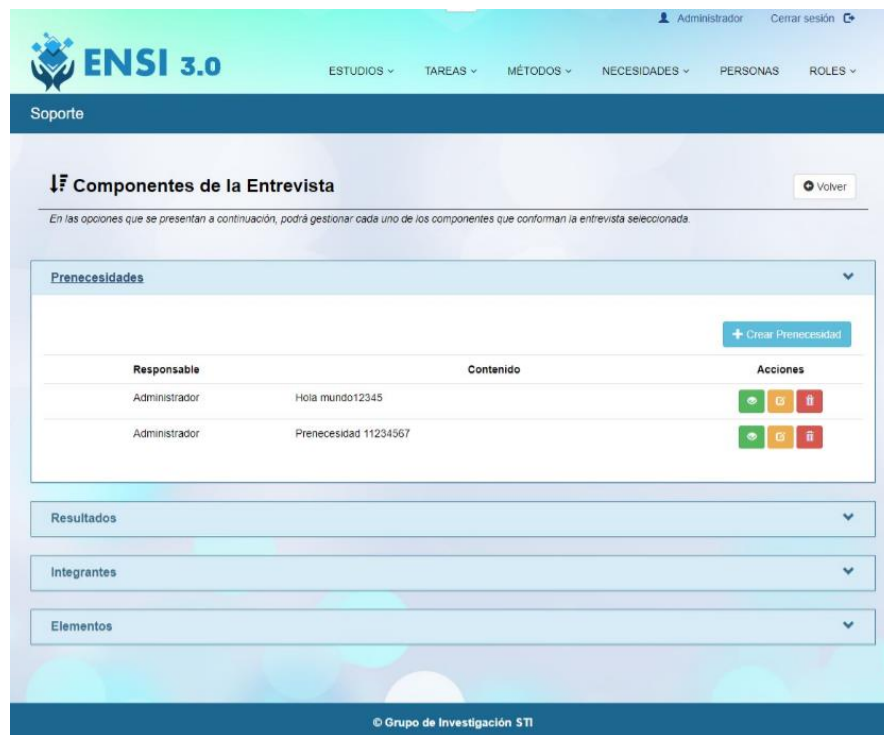 Administrador Cerrar sesión
ENSI 3.0
ESTUDIOS TAREAS MÉTODOS NECESIDADES PERSONAS ROLES
Soporte
Componentes de la Entrevista
Volver
En las opciones que se presentan a continuación, podrá gestionar cada uno de los componentes que conforman la entrevista seleccionada.
Prenecesidades
+ Crear Prenecesidad
Responsable Contenido Acciones
Administrador Hola mundo12345
Administrador Prenecesidad 11234567
Resultados
Integrantes
Elementos
© Grupo de Investigación STI